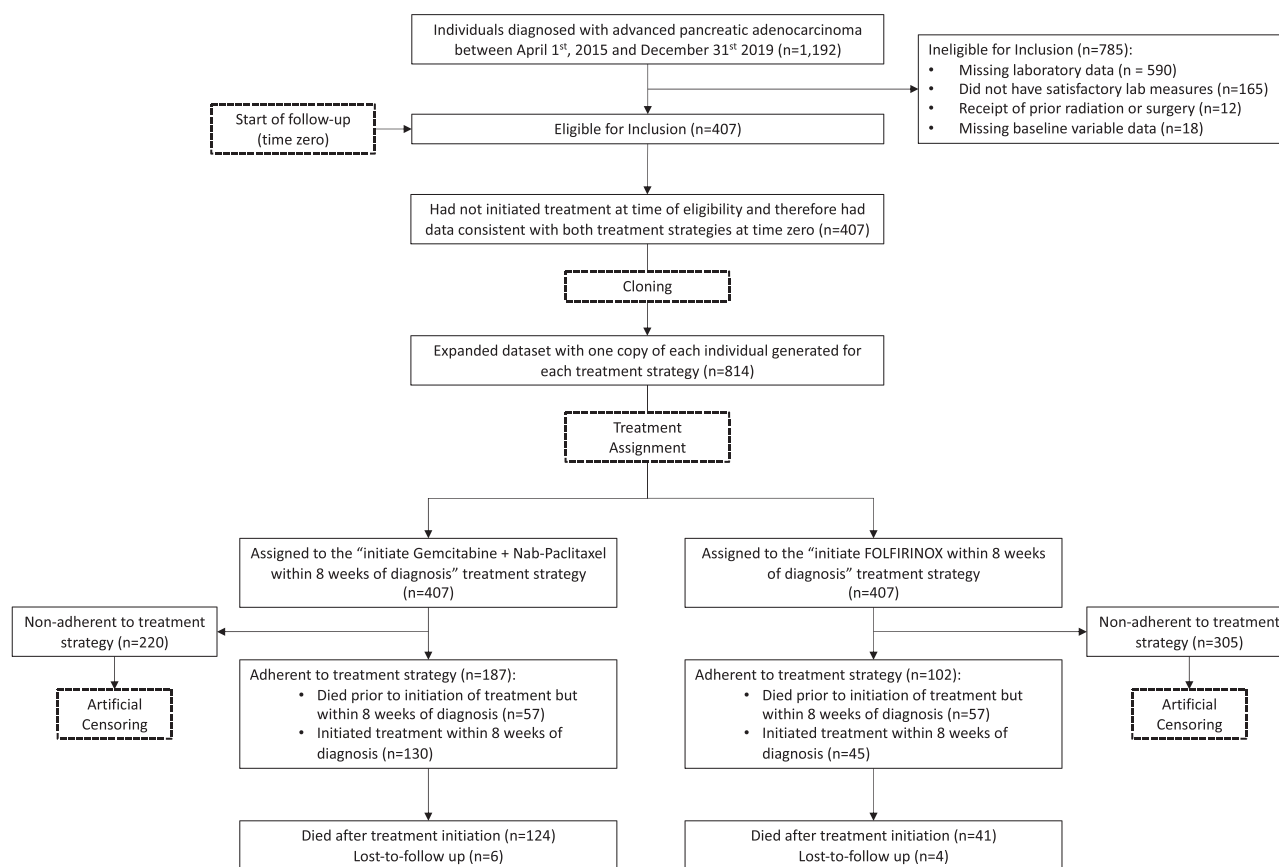 Individuals diagnosed with advanced pancreatic adenocarcinoma
between April 1st, 2015 and December 31st 2019 (n=1,192)
Ineligible for Inclusion (n=785):
• Missing laboratory data (n = 590)
• Did not have satisfactory lab measures (n=165)
• Receipt of prior radiation or surgery (n=12)
• Missing baseline variable data (n=18)
Start of follow-up
(time zero)
Eligible for Inclusion (n=407)
Had not initiated treatment at time of eligibility and therefore had
data consistent with both treatment strategies at time zero (n=407)
Cloning
Expanded dataset with one copy of each individual generated for
each treatment strategy (n=814)
Treatment
Assignment
Assigned to the “initiate Gemcitabine + Nab-Paclitaxel
within 8 weeks of diagnosis” treatment strategy
(n=407)
Assigned to the “initiate FOLFIRINOX within 8 weeks
of diagnosis” treatment strategy
(n=407)
Non-adherent to treatment
strategy (n=220)
Non-adherent to treatment
strategy (n=305)
Artificial
Censoring
Adherent to treatment strategy (n=187):
• Died prior to initiation of treatment but
within 8 weeks of diagnosis (n=57)
• Initiated treatment within 8 weeks of
diagnosis (n=130)
Adherent to treatment strategy (n=102):
• Died prior to initiation of treatment but
within 8 weeks of diagnosis (n=57)
• Initiated treatment within 8 weeks of
diagnosis (n=45)
Artificial
Censoring
Died after treatment initiation (n=124)
Lost-to-follow up (n=6)
Died after treatment initiation (n=41)
Lost-to-follow up (n=4)